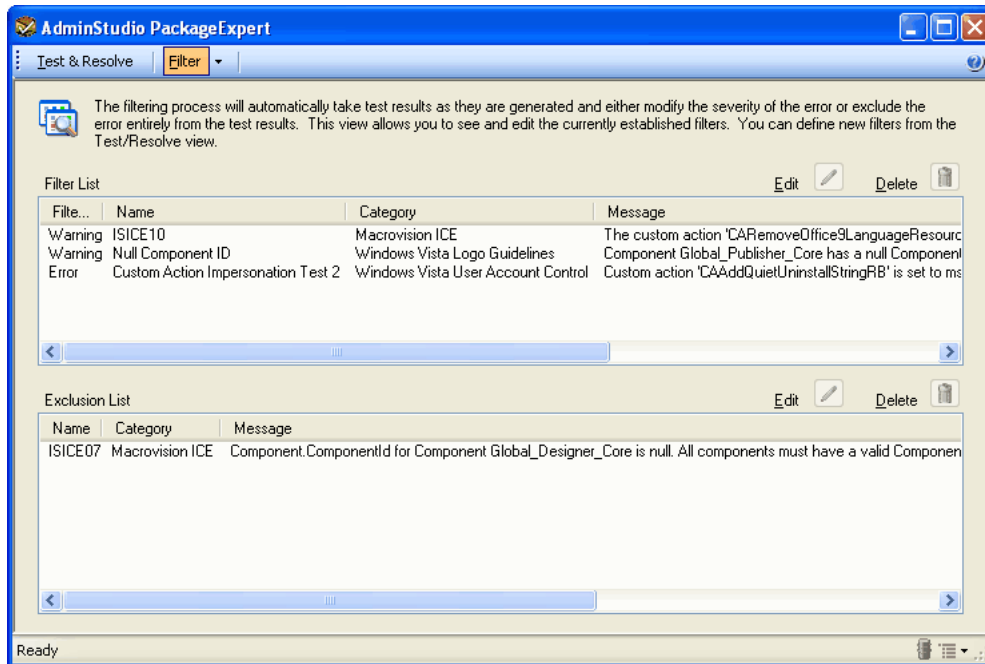 AdminStudio PackageExpert
Test & Resolve Filter
The filtering process will automatically take test results as they are generated and either modify the severity of the error or exclude the
error entirely from the test results. This view allows you to see and edit the currently established filters. You can define new filters from the
Test/Resolve view.
Filter List Edit Delete
Filte... Name Category Message
Warning ISICE10 Macrovision ICE The custom action 'CARemoveOffice9LanguageResourc
Warning Null Component ID Windows Vista Logo Guidelines Component Global_Publisher_Core has a null Component
Error Custom Action Impersonation Test 2 Windows Vista User Account Control Custom action 'CAAddQuietUninstallStringRB' is set to ms
Exclusion List Edit Delete
Name Category Message
ISICE07 Macrovision ICE Component.ComponentId for Component Global_Designer_Core is null. All components must have a valid Componen
Ready